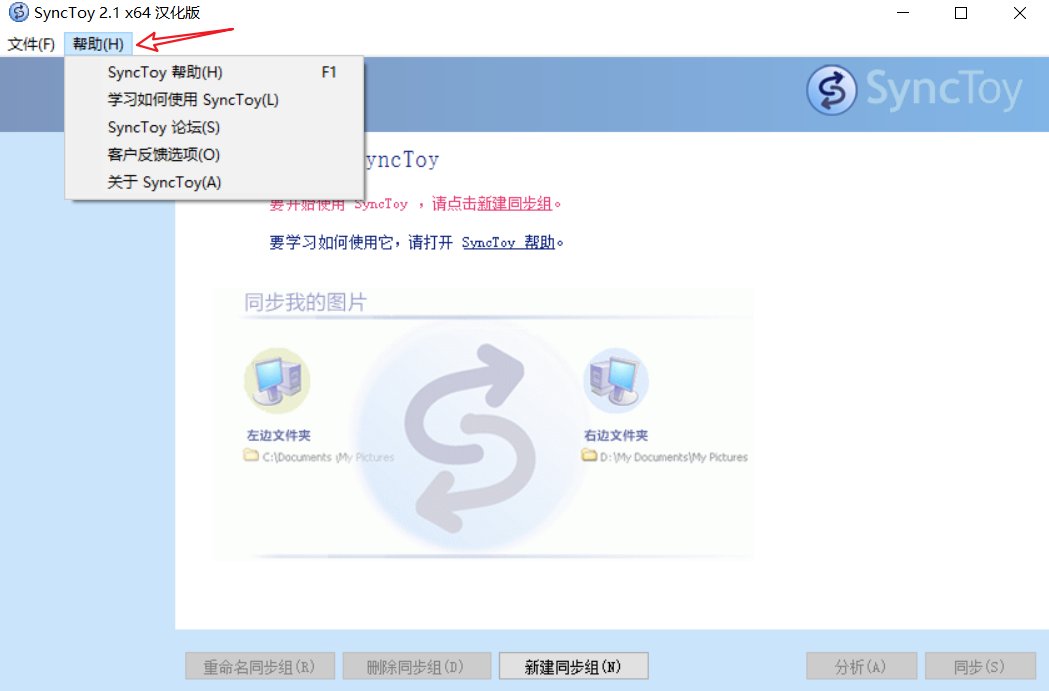 SyncToy 2.1 x64 汉化版
文件(F) 帮助(H)
SyncToy 帮助(H) F1
学习如何使用 SyncToy(L)
SyncToy 论坛(S)
客户反馈选项(O)
关于 SyncToy(A)
SyncToy
yncToy
要开始使用 SyncToy ，请点击新建同步组。
要学习如何使用它，请打开 SyncToy 帮助。
同步我的图片
左边文件夹 右边文件夹
C:\Documents \My Pictures D:\My Documents\My Pictures
重命名同步组(R) 删除同步组(D) 新建同步组(N) 分析(A) 同步(S)